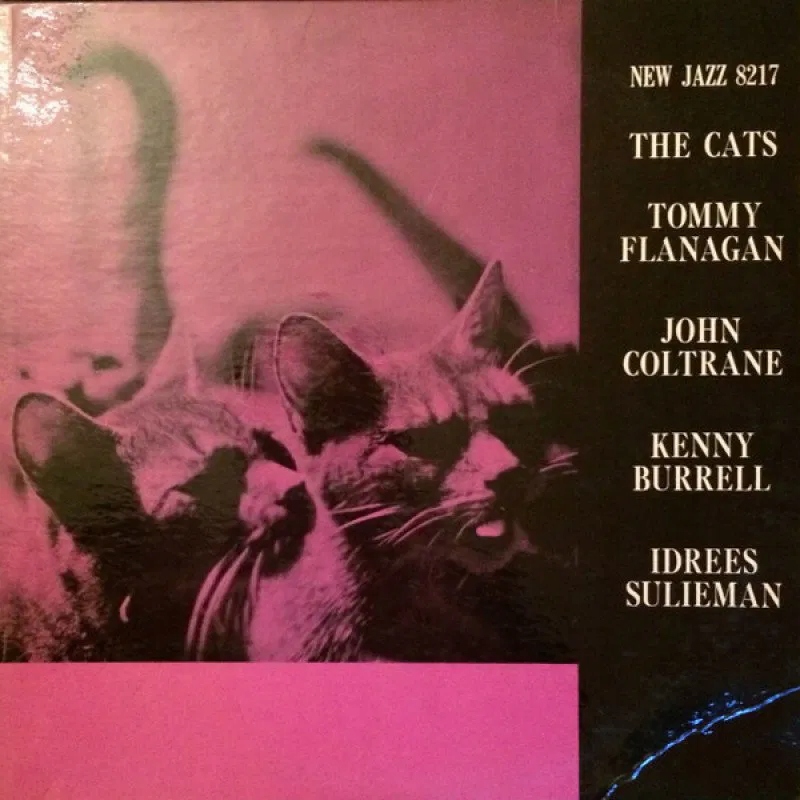 NEW JAZZ 8217
THE CATS
TOMMY
FLANAGAN
JOHN
COLTRANE
KENNY
BURRELL
IDREES
SULIEMAN